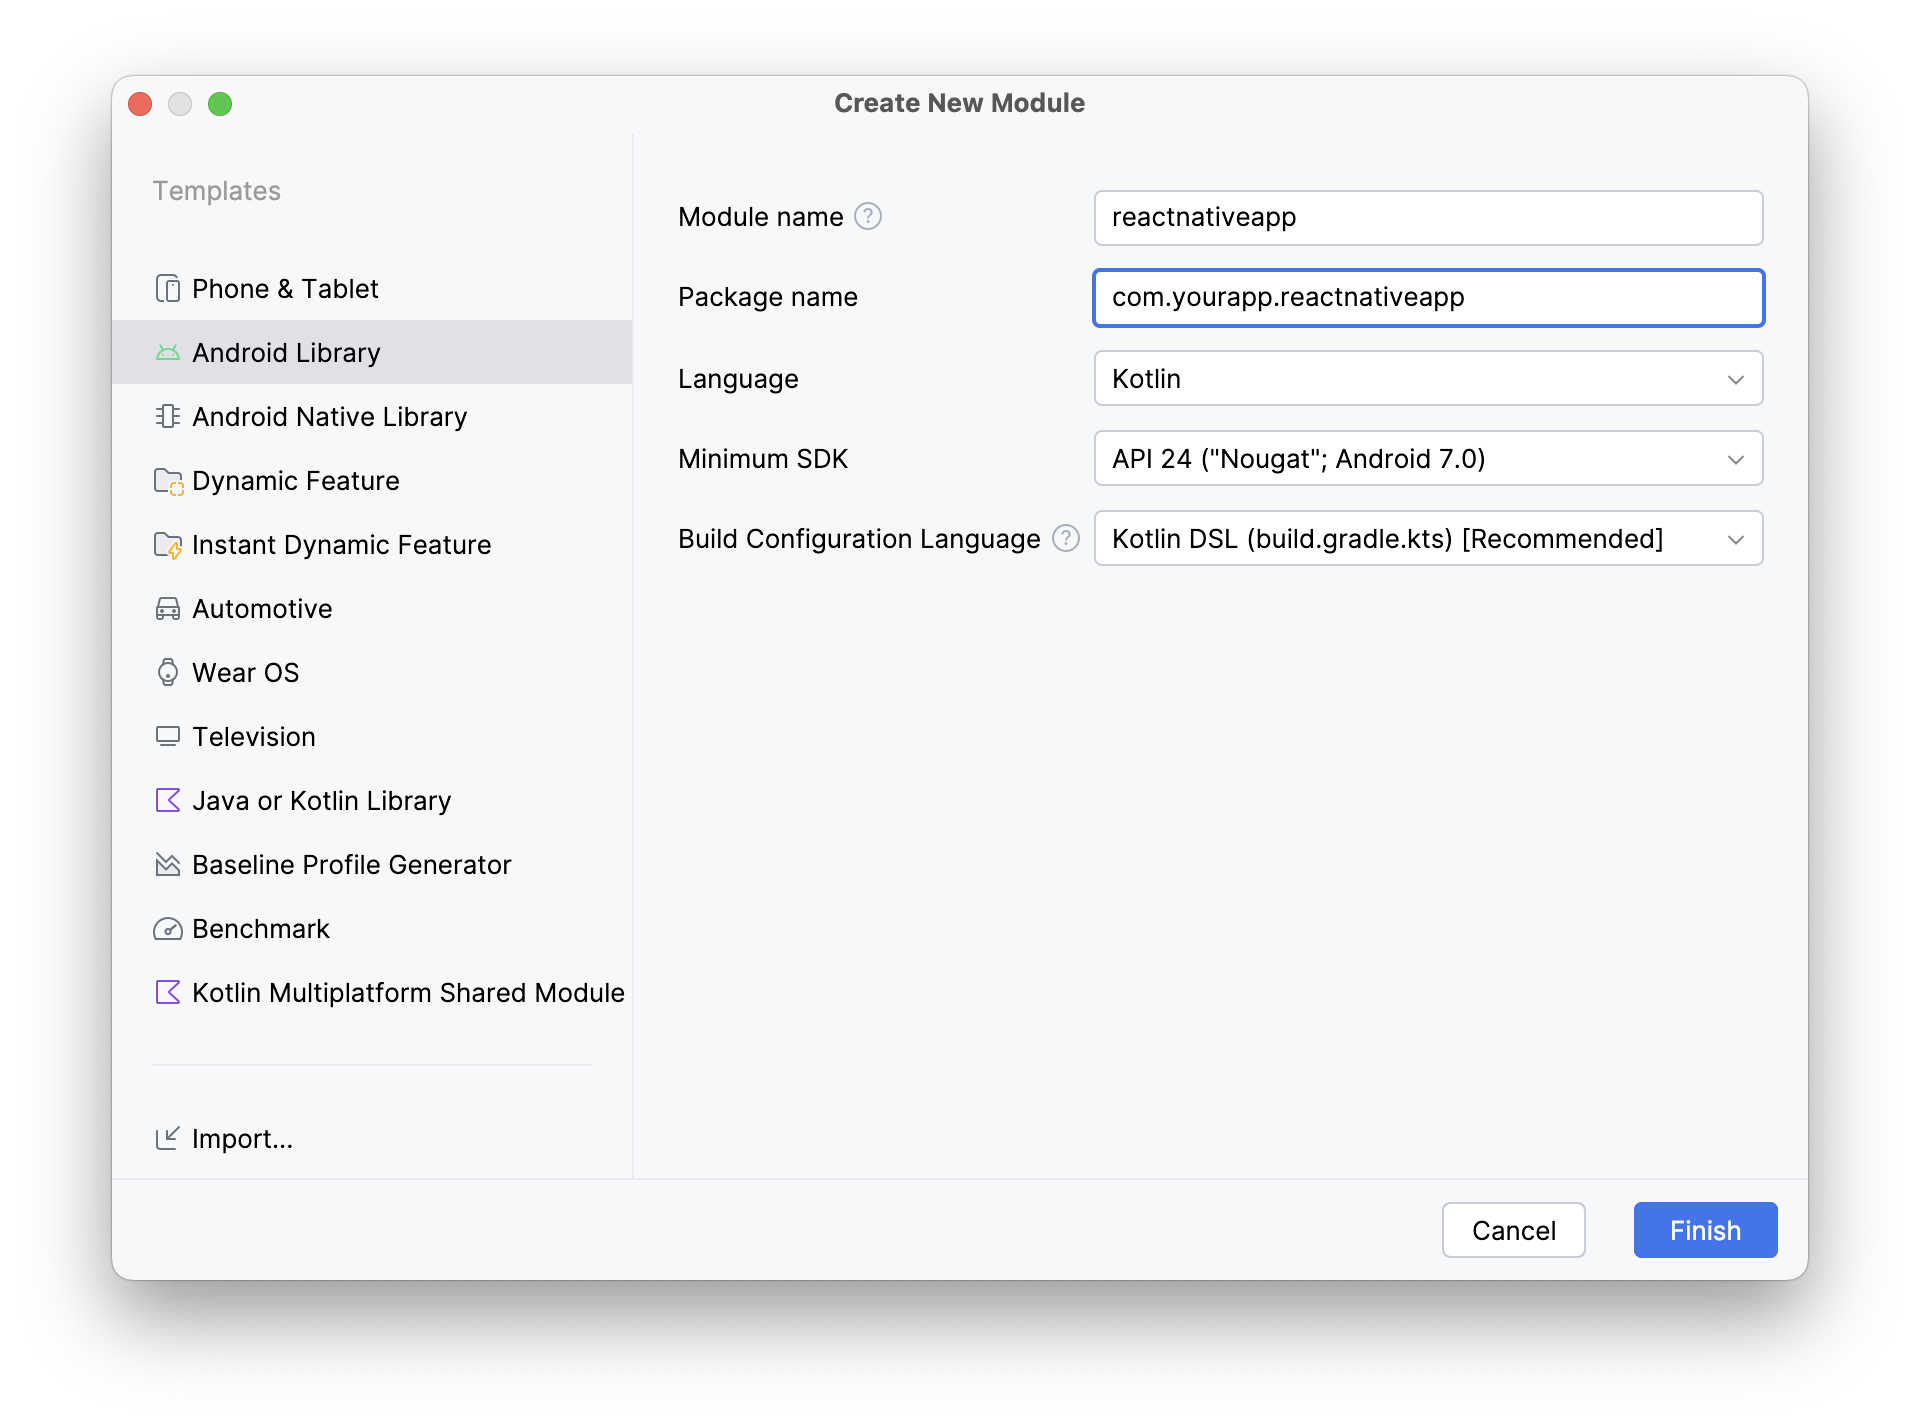 Create New Module
Templates
Phone & Tablet
Android Library
Android Native Library
Dynamic Feature
Instant Dynamic Feature
Automotive
Wear OS
Television
Java or Kotlin Library
Baseline Profile Generator
Benchmark
Kotlin Multiplatform Shared Module
Import...
Module name ? reactnativeapp
Package name com.yourapp.reactnativeapp
Language Kotlin
Minimum SDK API 24 ("Nougat"; Android 7.0)
Build Configuration Language ? Kotlin DSL (build.gradle.kts) [Recommended]
Cancel Finish